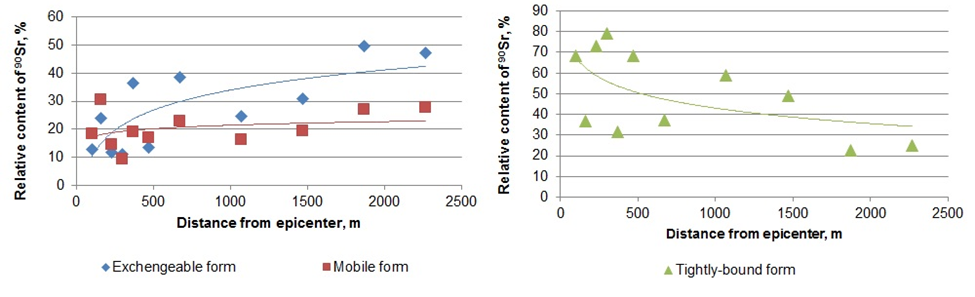 Relative content of ⁹⁰Sr, %
60
50
40
30
20
10
0
0 500 1000 1500 2000 2500
Distance from epicenter, m
Exchengeable form Mobile form
Relative content of ⁹⁰Sr, %
90
80
70
60
50
40
30
20
10
0
0 500 1000 1500 2000 2500
Distance from epicenter, m
Tightly-bound form